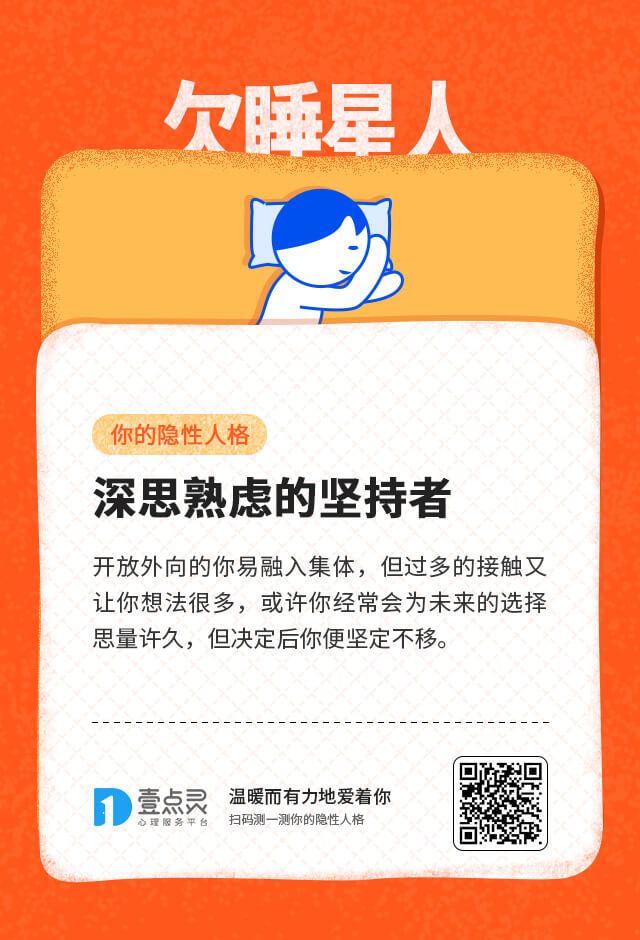 欠睡星人
你的隐性人格
深思熟虑的坚持者
开放外向的你易融入集体，但过多的接触又
让你想法很多，或许你经常会为未来的选择
思量许久，但决定后你便坚定不移。
壹点灵
心理服务平台
温暖而有力地爱着你
扫码测一测你的隐性人格